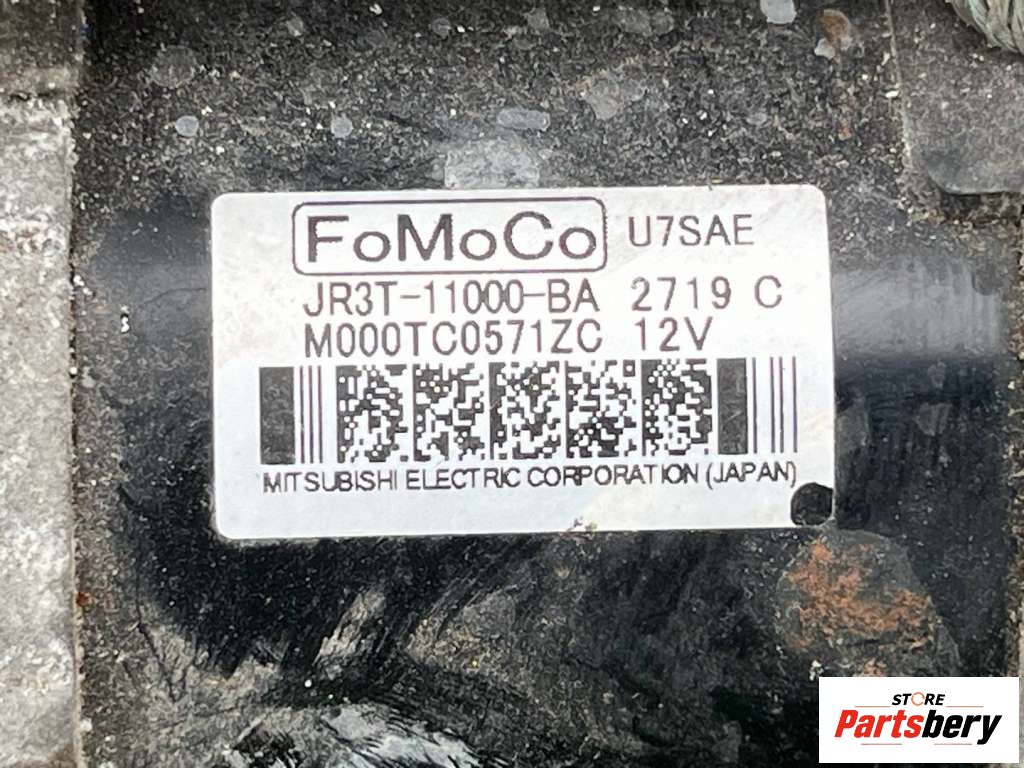 FoMoCo U7SAE
JR3T-11000-BA 2719 C
M000TC0571ZC 12V
MITSUBISHI ELECTRIC CORPORATION (JAPAN)
STORE
Partsbery